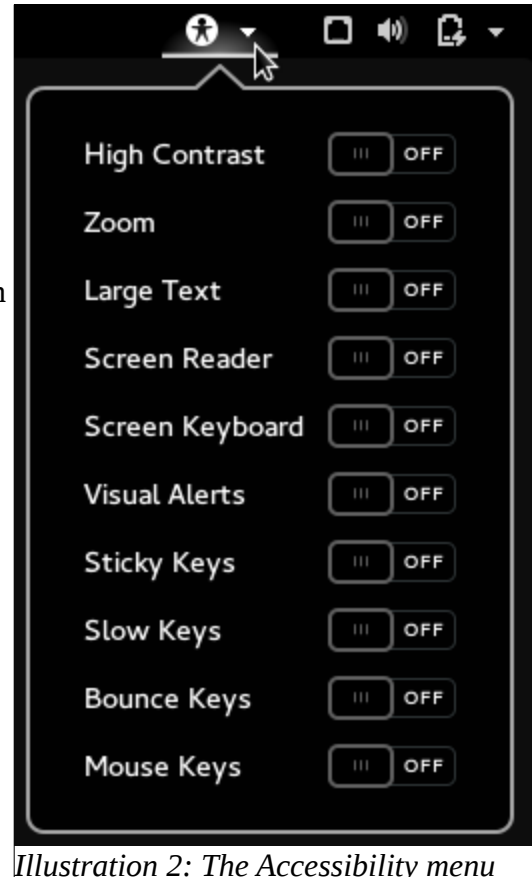 High Contrast OFF
Zoom OFF
Large Text OFF
Screen Reader OFF
Screen Keyboard OFF
Visual Alerts OFF
Sticky Keys OFF
Slow Keys OFF
Bounce Keys OFF
Mouse Keys OFF
Illustration 2: The Accessibility menu